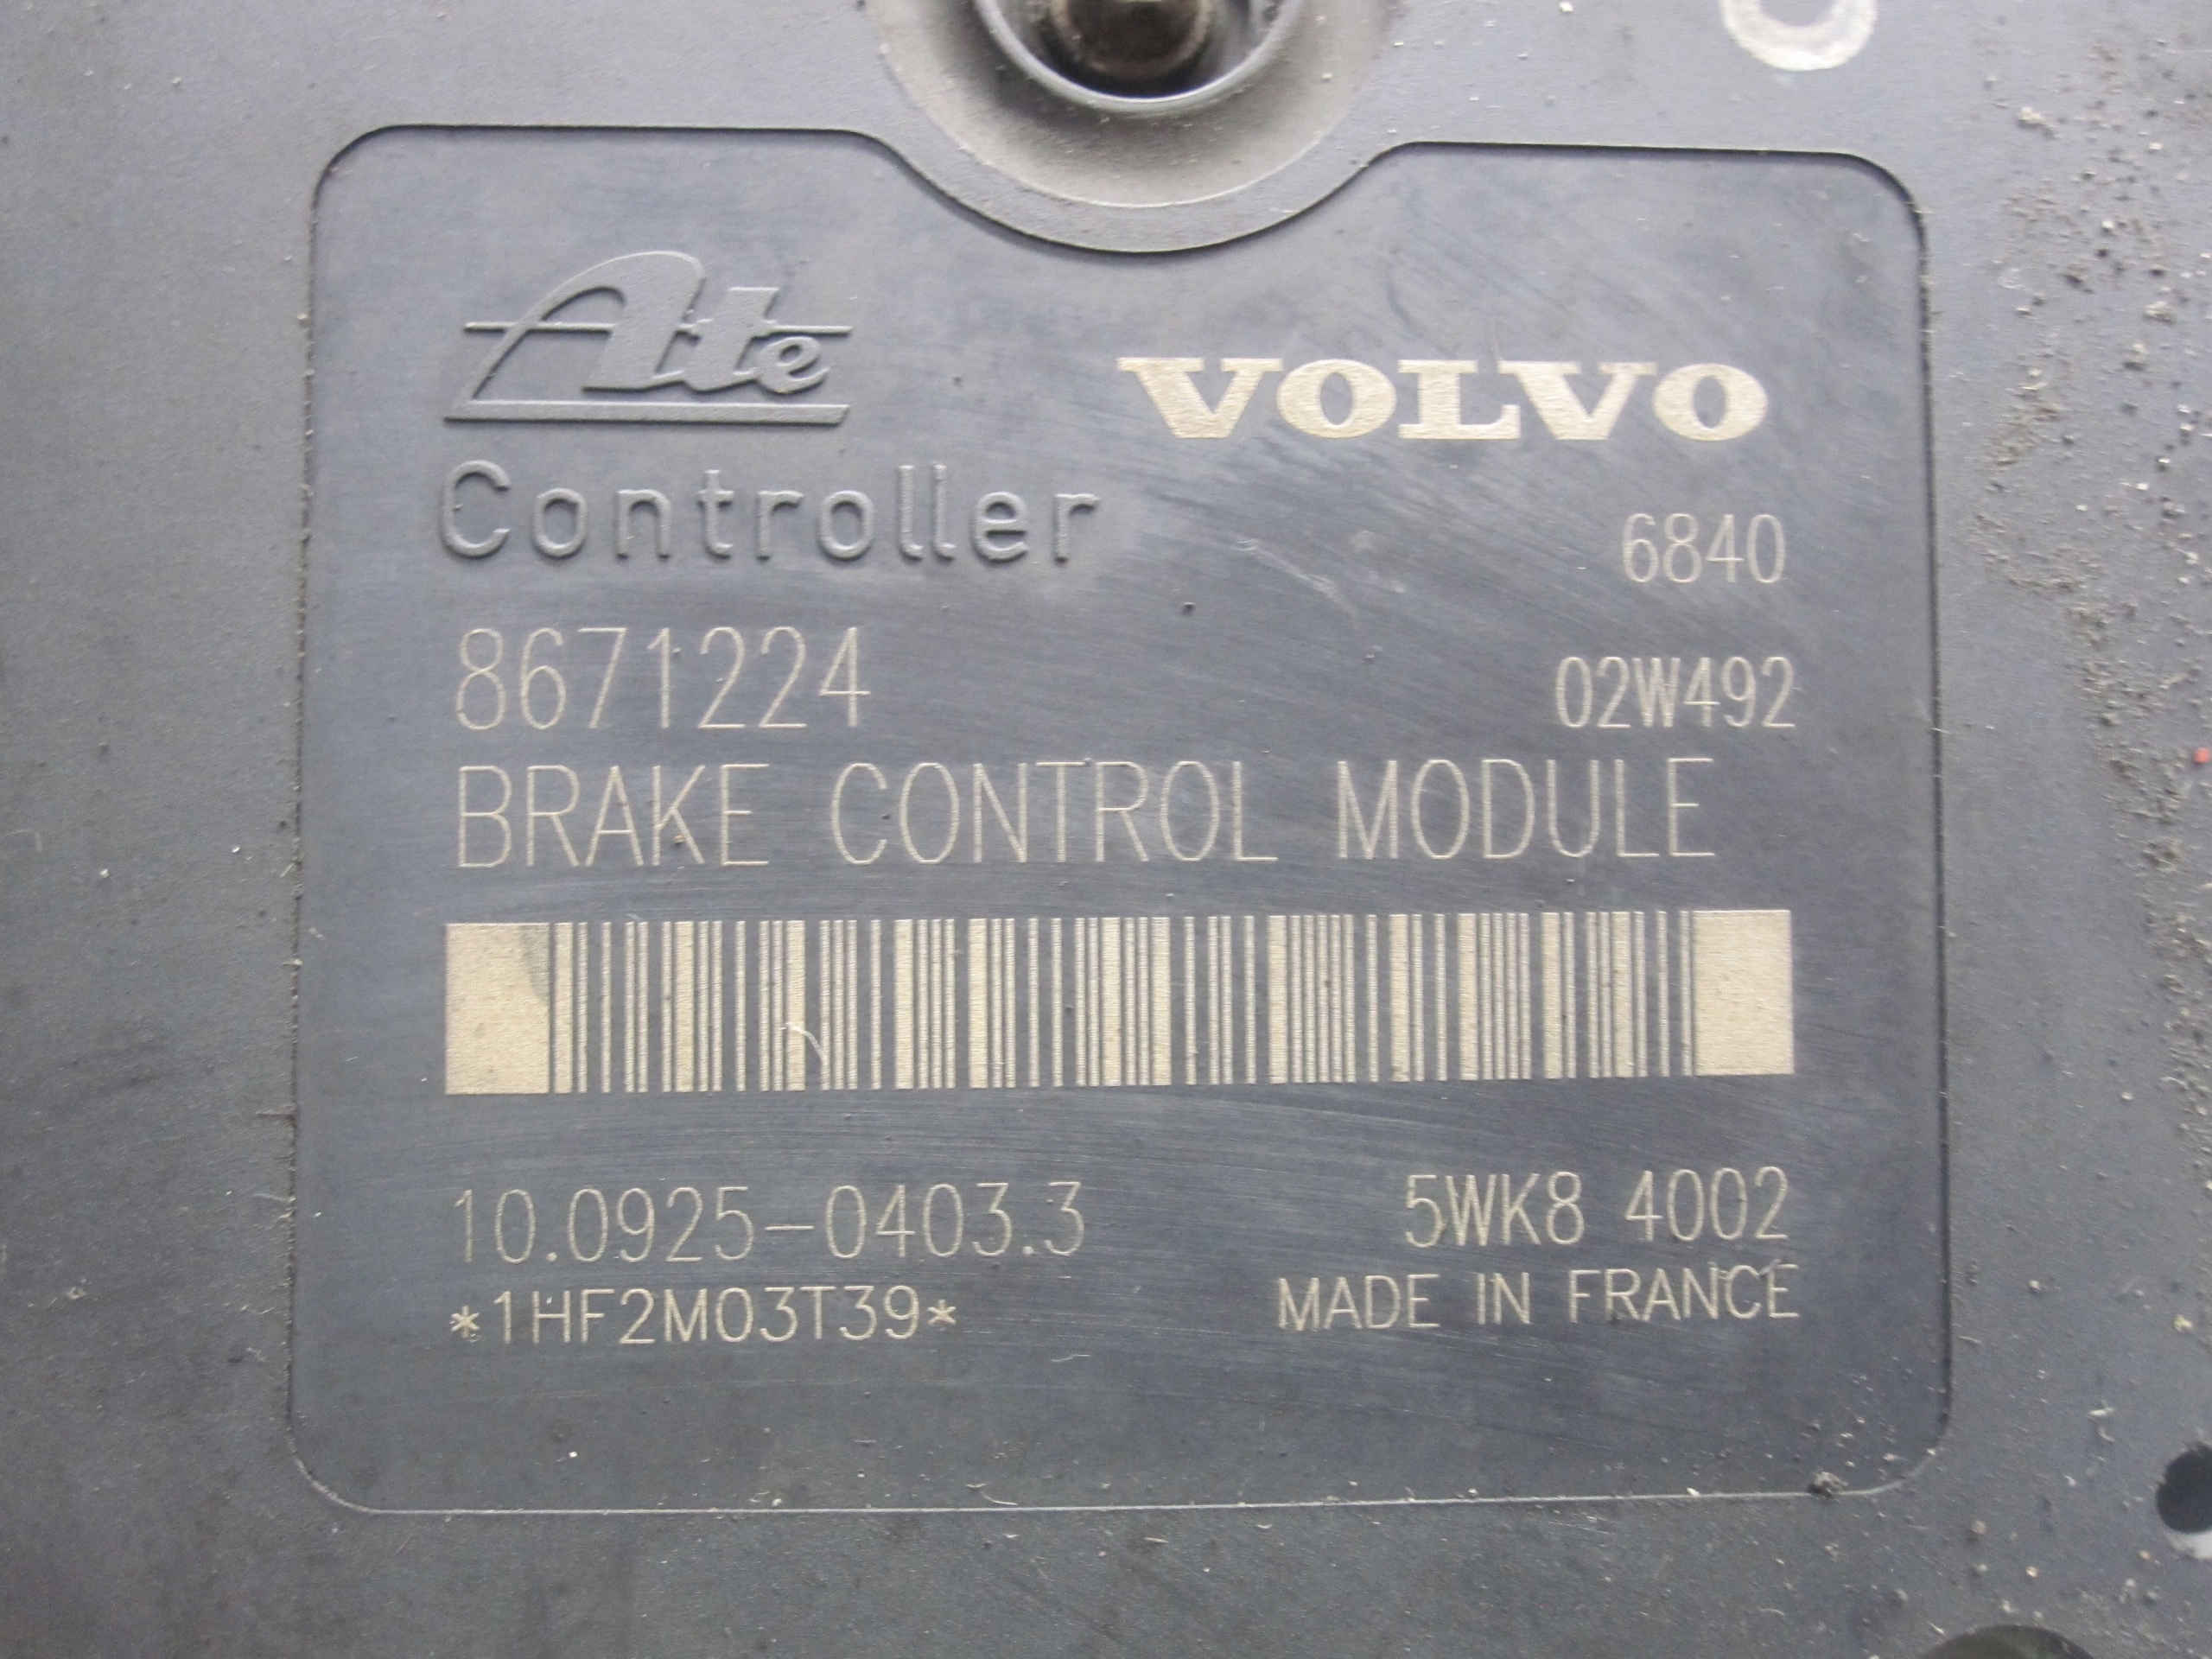 Ate
VOLVO
Controller
6840
8671224
02W492
BRAKE CONTROL MODULE
10.0925-0403.3
5WK8 4002
*1HF2M03T39*
MADE IN FRANCE